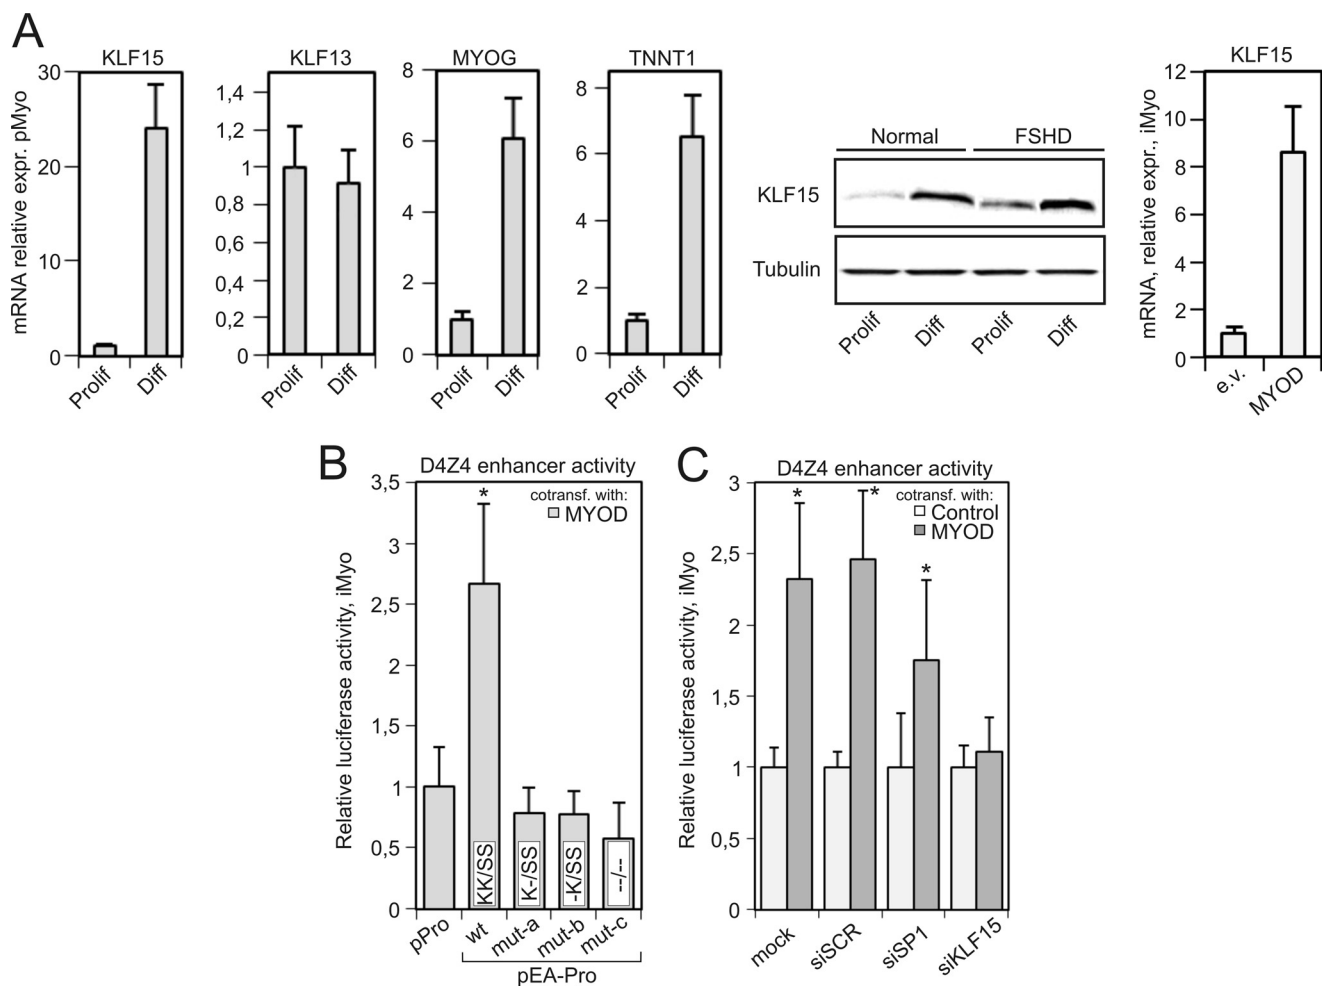 A
KLF15
KLF13
MYOG
TNNT1
KLF15
mRNA relative expr. pMyo
30
20
10
0
Prolif
Diff
1,4
1,2
1
0,8
0,6
0,4
0,2
0
Prolif
Diff
8
6
4
2
0
Prolif
Diff
8
6
4
2
0
Prolif
Diff
Normal
FSHD
KLF15
Tubulin
Prolif
Diff
Prolif
Diff
mRNA, relative expr., iMyo
12
10
8
6
4
2
0
e.v.
MYOD
B
D4Z4 enhancer activity
cotransf. with:
MYOD
*
Relative luciferase activity, iMyo
3,5
3
2,5
2
1,5
1
0,5
0
KK/SS
K-/SS
-K/SS
--/--
pPro
wt
mut-a
mut-b
mut-c
pEA-Pro
C
D4Z4 enhancer activity
cotransf. with:
Control
MYOD
*
*
*
Relative luciferase activity, iMyo
3
2,5
2
1,5
1
0,5
0
mock
siSCR
siSP1
siKLF15